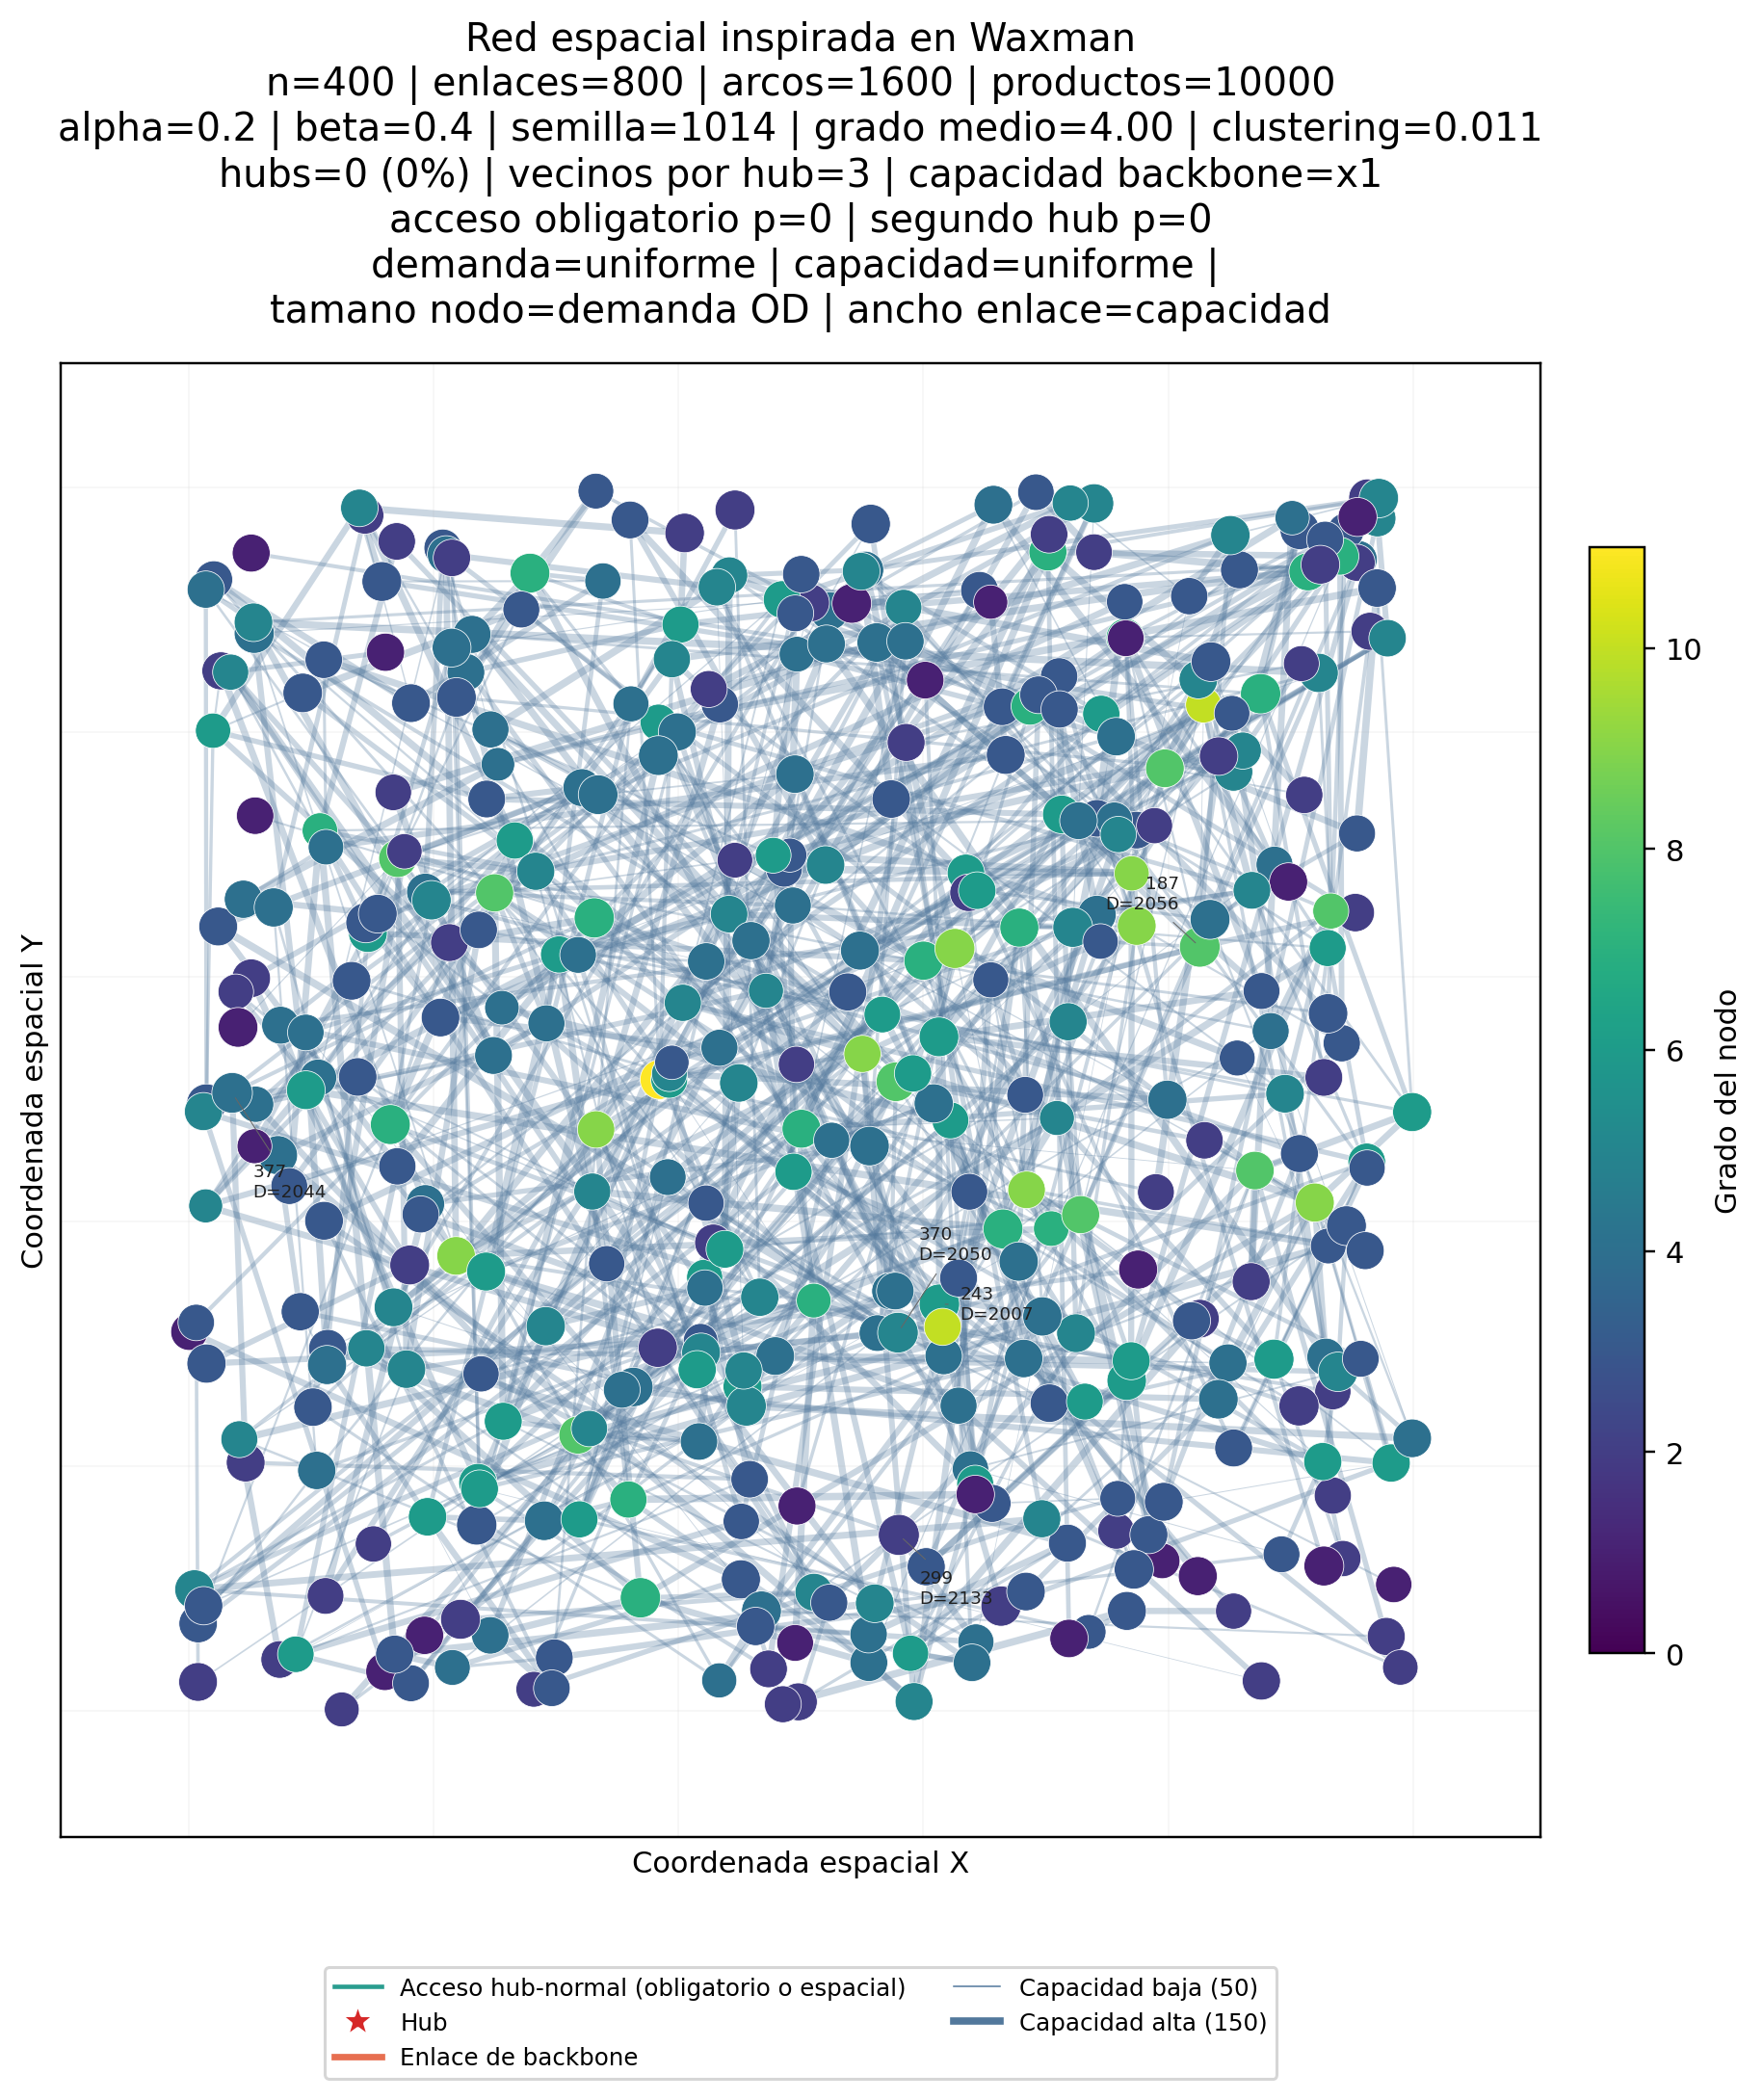 Red espacial inspirada en Waxman
n=400 | enlaces=800 | arcos=1600 | productos=10000
alpha=0.2 | beta=0.4 | semilla=1014 | grado medio=4.00 | clustering=0.011
hubs=0 (0%) | vecinos por hub=3 | capacidad backbone=x1
acceso obligatorio p=0 | segundo hub p=0
demanda=uniforme | capacidad=uniforme |
tamano nodo=demanda OD | ancho enlace=capacidad
187
D=2056
377
D=2044
370
D=2050
243
D=2007
299
D=2133
Coordenada espacial Y
Coordenada espacial X
10
8
6
4
2
0
Grado del nodo
Acceso hub-normal (obligatorio o espacial)
Hub
Enlace de backbone
Capacidad baja (50)
Capacidad alta (150)